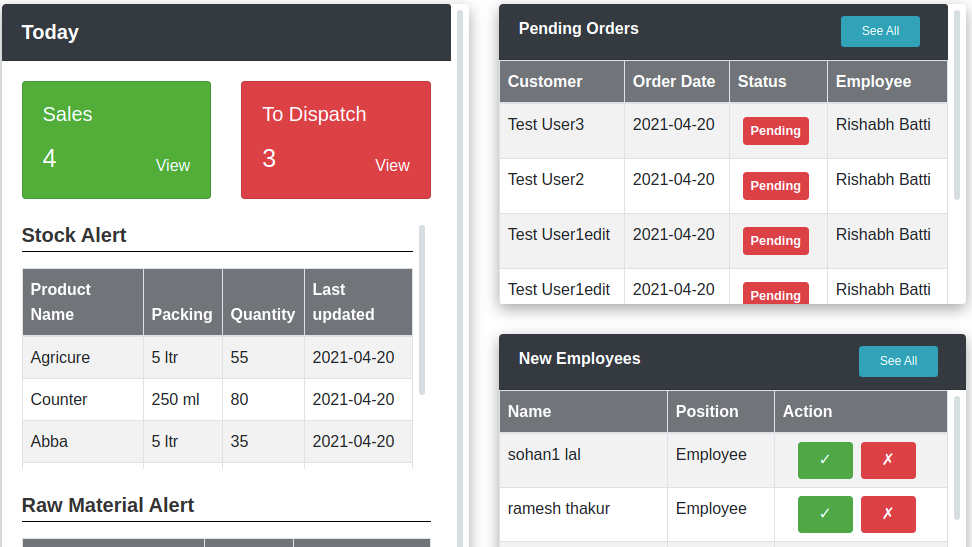 Today
Sales
4
View
To Dispatch
3
View
Stock Alert
Product Name Packing Quantity Last updated
Agricure 5 ltr 55 2021-04-20
Counter 250 ml 80 2021-04-20
Abba 5 ltr 35 2021-04-20
Raw Material Alert
Pending Orders See All
Customer Order Date Status Employee
Test User3 2021-04-20 Pending Rishabh Batti
Test User2 2021-04-20 Pending Rishabh Batti
Test User1edit 2021-04-20 Pending Rishabh Batti
Test User1edit 2021-04-20 Pending Rishabh Batti
New Employees See All
Name Position Action
sohan1 lal Employee ✓ ✗
ramesh thakur Employee ✓ ✗